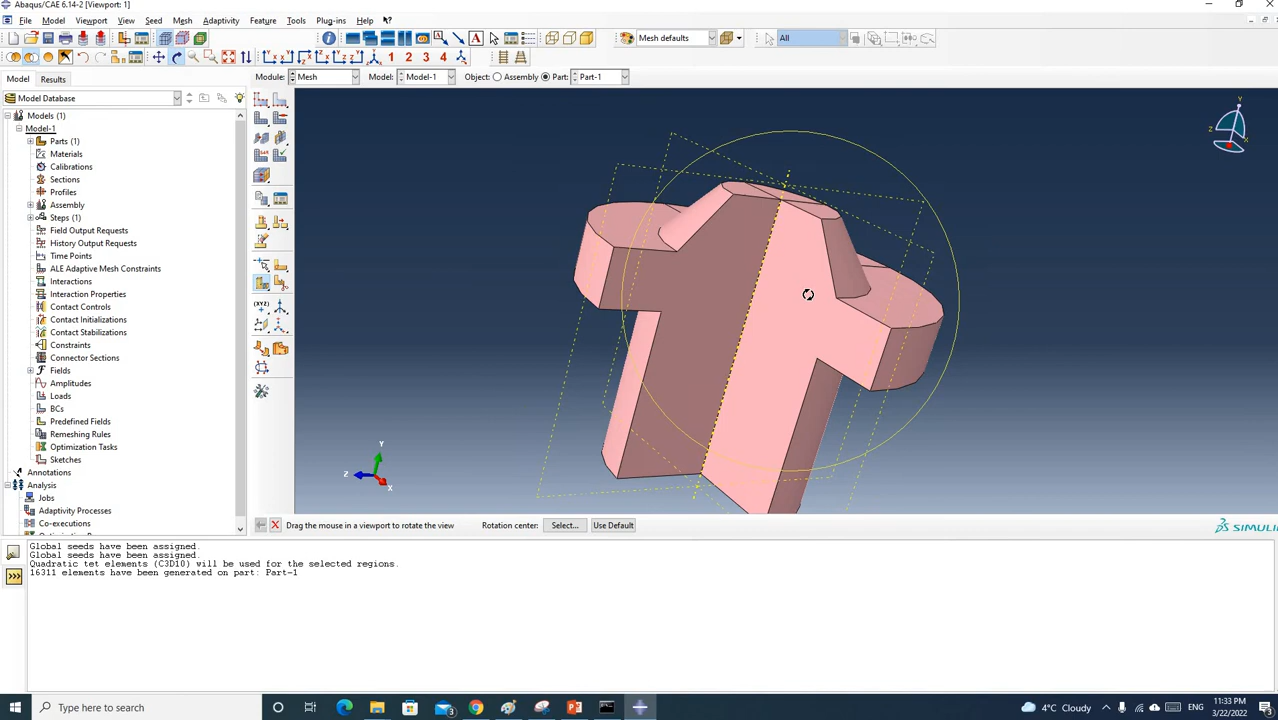 Abaqus/CAE 6.14-2 [Viewport: 1]
File Model Viewport View Seed Mesh Adaptivity Feature Tools Plug-ins Help
Mesh defaults All
1 2 3 4
Model Results Module: Mesh Model: Model-1 Object: Assembly Part: Part-1
Model Database
Models (1)
Model-1
Parts (1)
Materials
Calibrations
Sections
Profiles
Assembly
Steps (1)
Field Output Requests
History Output Requests
Time Points
ALE Adaptive Mesh Constraints
Interactions
Interaction Properties
Contact Controls
Contact Initializations
Contact Stabilizations
Constraints
Connector Sections
Fields
Amplitudes
Loads
BCs
Predefined Fields
Remeshing Rules
Optimization Tasks
Sketches
Annotations
Analysis
Jobs
Adaptivity Processes
Co-executions
(XYZ)
Y
Z
X
Y
Z
X
Drag the mouse in a viewport to rotate the view Rotation center: Select... Use Default
SIMULI
Global seeds have been assigned.
Global seeds have been assigned.
Quadratic tet elements (C3D10) will be used for the selected regions.
16311 elements have been generated on part: Part-1
>>>
Type here to search
3
4°C Cloudy
ENG
11:33 PM
3/22/2022